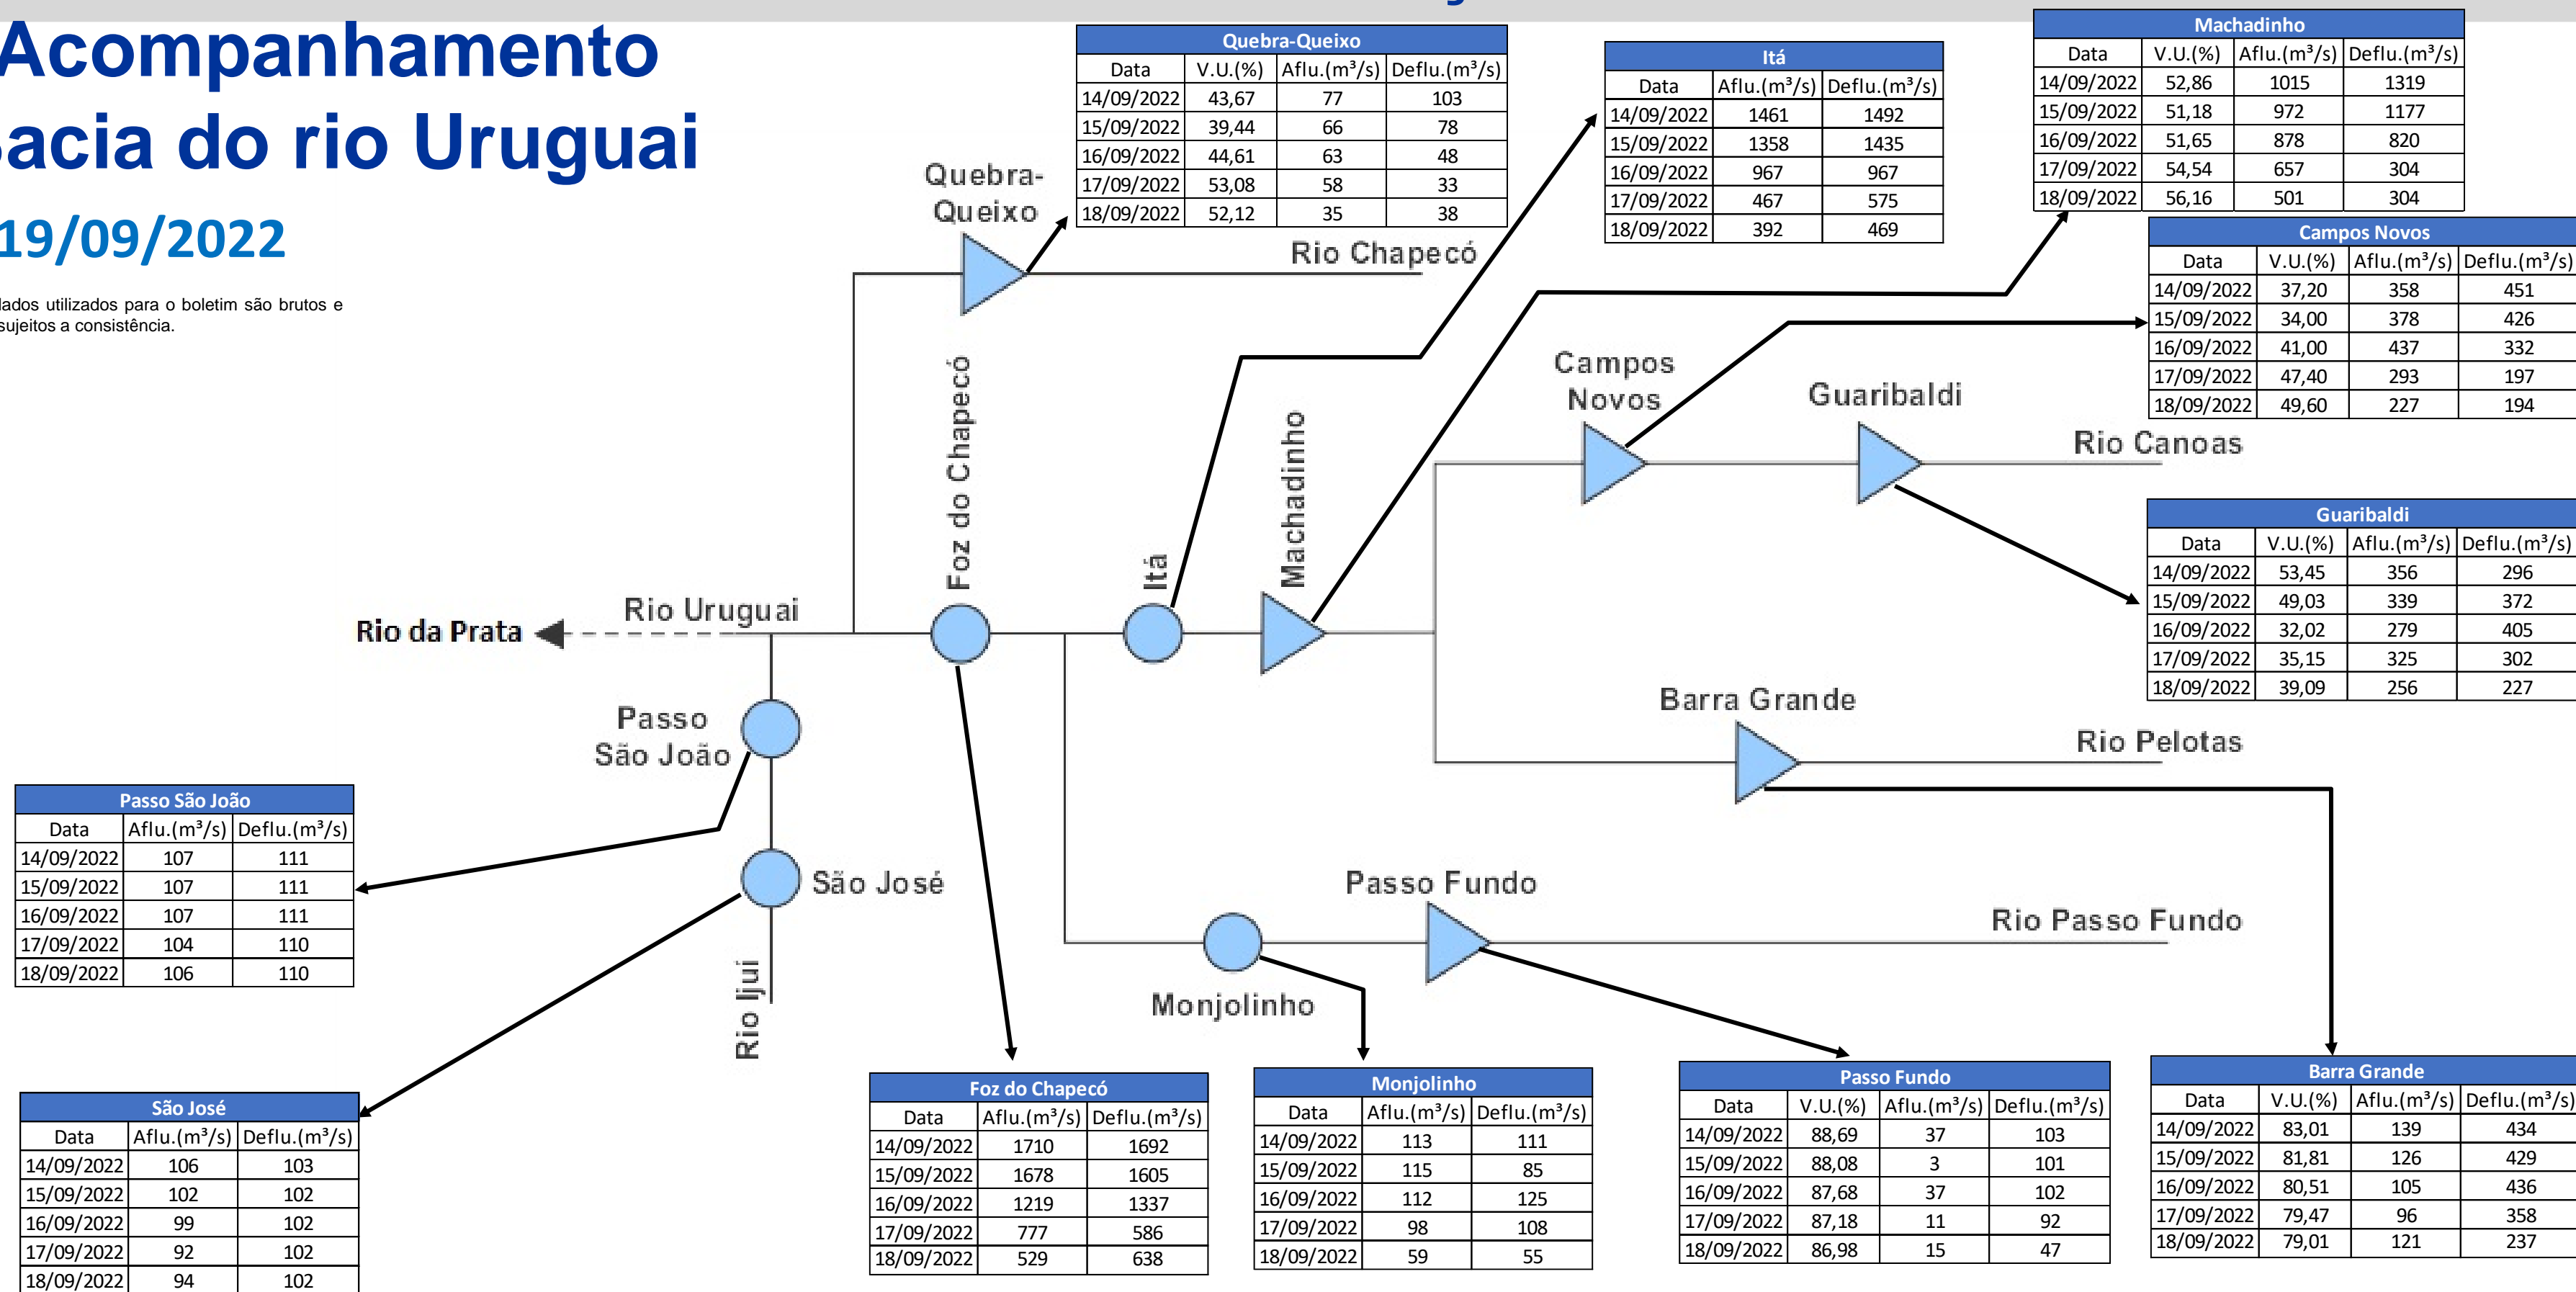 Acompanhamento
acia do rio Uruguai
19/09/2022
dados utilizados para o boletim são brutos e
sujeitos a consistência.
Quebra-Queixo
Data V.U.(%) Aflu.(m³/s) Deflu.(m³/s)
14/09/2022 43,67 77 103
15/09/2022 39,44 66 78
16/09/2022 44,61 63 48
17/09/2022 53,08 58 33
18/09/2022 52,12 35 38
Itá
Data Aflu.(m³/s) Deflu.(m³/s)
14/09/2022 1461 1492
15/09/2022 1358 1435
16/09/2022 967 967
17/09/2022 467 575
18/09/2022 392 469
Machadinho
Data V.U.(%) Aflu.(m³/s) Deflu.(m³/s)
14/09/2022 52,86 1015 1319
15/09/2022 51,18 972 1177
16/09/2022 51,65 878 820
17/09/2022 54,54 657 304
18/09/2022 56,16 501 304
Campos Novos
Data V.U.(%) Aflu.(m³/s) Deflu.(m³/s)
14/09/2022 37,20 358 451
15/09/2022 34,00 378 426
16/09/2022 41,00 437 332
17/09/2022 47,40 293 197
18/09/2022 49,60 227 194
Quebra-
Queixo
Rio Chapecó
Foz do Chapecó
Itá
Machadinho
Campos
Novos
Guaribaldi
Rio Canoas
Guaribaldi
Data V.U.(%) Aflu.(m³/s) Deflu.(m³/s)
14/09/2022 53,45 356 296
15/09/2022 49,03 339 372
16/09/2022 32,02 279 405
17/09/2022 35,15 325 302
18/09/2022 39,09 256 227
Rio da Prata
Rio Uruguai
Passo
São João
Barra Grande
Rio Pelotas
São José
Rio Ijui
Passo Fundo
Rio Passo Fundo
Monjolinho
Passo São João
Data Aflu.(m³/s) Deflu.(m³/s)
14/09/2022 107 111
15/09/2022 107 111
16/09/2022 107 111
17/09/2022 104 110
18/09/2022 106 110
São José
Data Aflu.(m³/s) Deflu.(m³/s)
14/09/2022 106 103
15/09/2022 102 102
16/09/2022 99 102
17/09/2022 92 102
18/09/2022 94 102
Foz do Chapecó
Data Aflu.(m³/s) Deflu.(m³/s)
14/09/2022 1710 1692
15/09/2022 1678 1605
16/09/2022 1219 1337
17/09/2022 777 586
18/09/2022 529 638
Monjolinho
Data Aflu.(m³/s) Deflu.(m³/s)
14/09/2022 113 111
15/09/2022 115 85
16/09/2022 112 125
17/09/2022 98 108
18/09/2022 59 55
Passo Fundo
Data V.U.(%) Aflu.(m³/s) Deflu.(m³/s)
14/09/2022 88,69 37 103
15/09/2022 88,08 3 101
16/09/2022 87,68 37 102
17/09/2022 87,18 11 92
18/09/2022 86,98 15 47
Barra Grande
Data V.U.(%) Aflu.(m³/s) Deflu.(m³/s)
14/09/2022 83,01 139 434
15/09/2022 81,81 126 429
16/09/2022 80,51 105 436
17/09/2022 79,47 96 358
18/09/2022 79,01 121 237